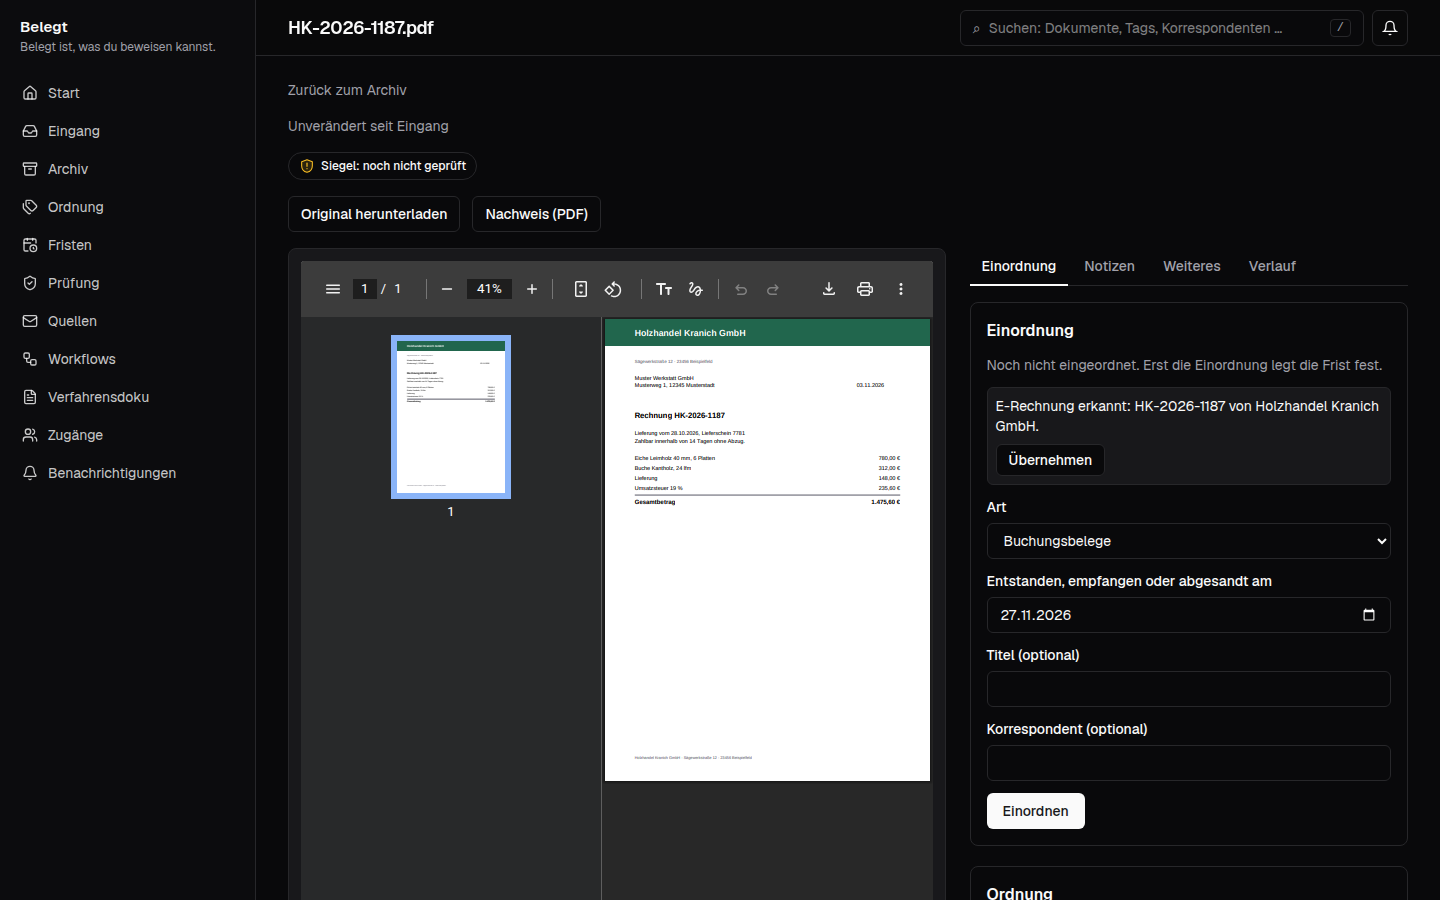 Belegt
Belegt ist, was du beweisen kannst.
Start
Eingang
Archiv
Ordnung
Fristen
Prüfung
Quellen
Workflows
Verfahrensdoku
Zugänge
Benachrichtigungen
HK-2026-1187.pdf
Suchen: Dokumente, Tags, Korrespondenten …
/
Zurück zum Archiv
Unverändert seit Eingang
Siegel: noch nicht geprüft
Original herunterladen
Nachweis (PDF)
1 / 1
41%
1
Holzhandel Kranich GmbH
Muster Werkstatt GmbH
Musterweg 1, 12345 Musterstadt
03.11.2026
Rechnung HK-2026-1187
Lieferung vom 28.10.2026, Lieferschein 7781
Zahlbar innerhalb von 14 Tagen ohne Abzug.
Eiche Leimholz 40 mm, 6 Platten 780,00 €
Buche Kantholz, 24 lfm 312,00 €
Lieferung 148,00 €
Umsatzsteuer 19 % 235,60 €
Gesamtbetrag 1.475,60 €
Einordnung
Notizen
Weiteres
Verlauf
Einordnung
Noch nicht eingeordnet. Erst die Einordnung legt die Frist fest.
E-Rechnung erkannt: HK-2026-1187 von Holzhandel Kranich
GmbH.
Übernehmen
Art
Buchungsbelege
Entstanden, empfangen oder abgesandt am
27.11.2026
Titel (optional)
Korrespondent (optional)
Einordnen
Ordnung